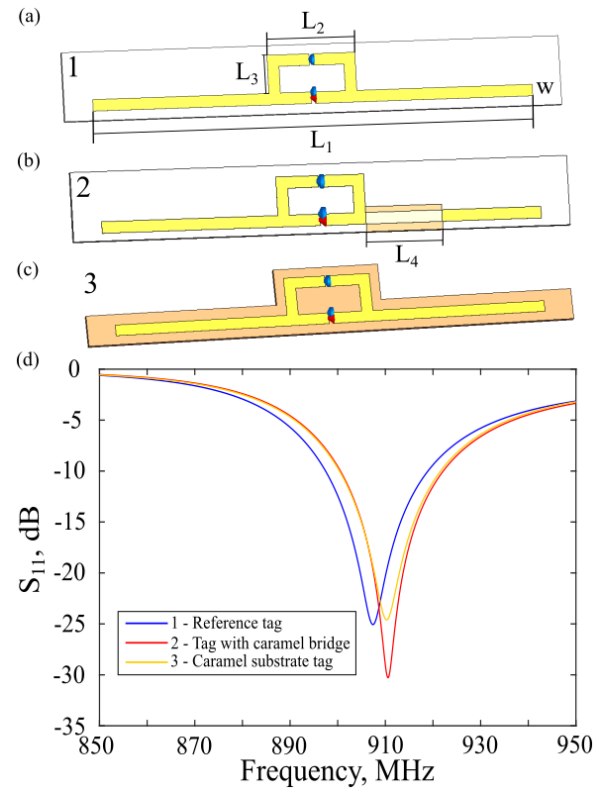 (a)
L2
1
L3
w
L1
(b)
2
L4
(c)
3
(d)
0
-5
-10
-15
-20
-25
-30
-35
S11, dB
1 - Reference tag
2 - Tag with caramel bridge
3 - Caramel substrate tag
850 870 890 910 930 950
Frequency, MHz